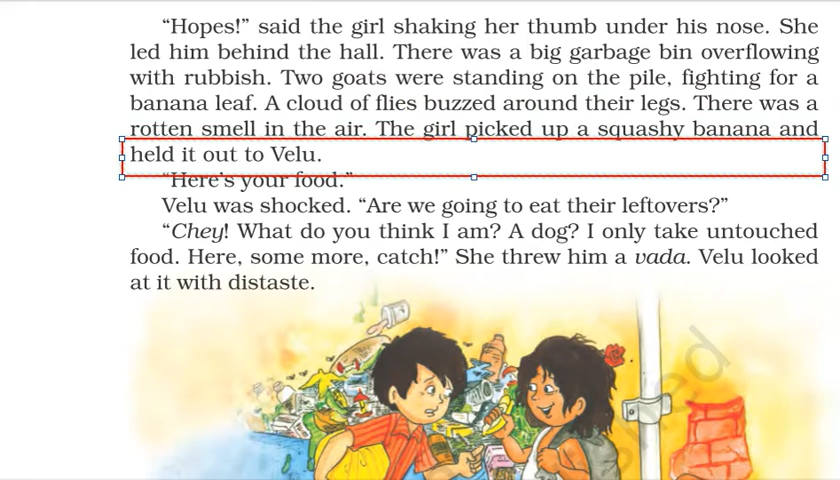 “Hopes!” said the girl shaking her thumb under his nose. She
led him behind the hall. There was a big garbage bin overflowing
with rubbish. Two goats were standing on the pile, fighting for a
banana leaf. A cloud of flies buzzed around their legs. There was a
rotten smell in the air. The girl picked up a squashy banana and
held it out to Velu.
“Here’s your food.”
Velu was shocked. “Are we going to eat their leftovers?”
“Chey! What do you think I am? A dog? I only take untouched
food. Here, some more, catch!” She threw him a vada. Velu looked
at it with distaste.